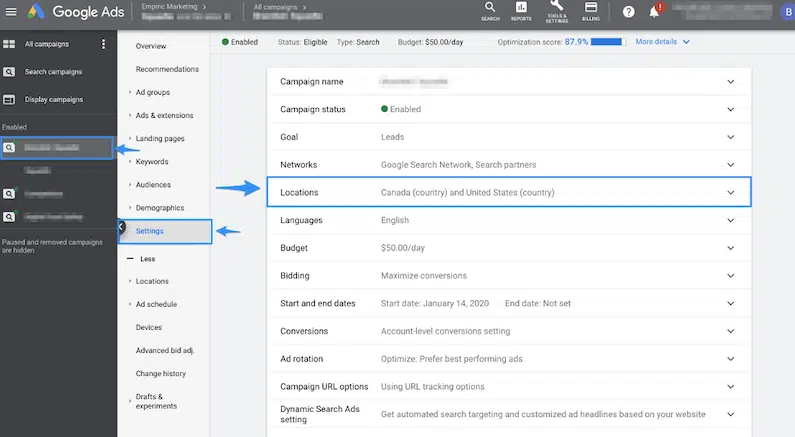 Google Ads
Empiric Marketing
All campaigns
SEARCH
REPORTS
TOOLS &
SETTINGS
BILLING
B
All campaigns
Search campaigns
Display campaigns
Enabled
Paused and removed campaigns
are hidden
Overview
Recommendations
Ad groups
Ads & extensions
Landing pages
Keywords
Audiences
Demographics
Settings
Less
Locations
Ad schedule
Devices
Advanced bid adj.
Change history
Drafts &
experiments
Enabled Status: Eligible Type: Search Budget: $50.00/day Optimization score: 87.9% More details
Campaign name
Campaign status Enabled
Goal Leads
Networks Google Search Network, Search partners
Locations Canada (country) and United States (country)
Languages English
Budget $50.00/day
Bidding Maximize conversions
Start and end dates Start date: January 14, 2020 End date: Not set
Conversions Account-level conversions setting
Ad rotation Optimize: Prefer best performing ads
Campaign URL options Using URL tracking options
Dynamic Search Ads
setting Get automated search targeting and customized ad headlines based on your website